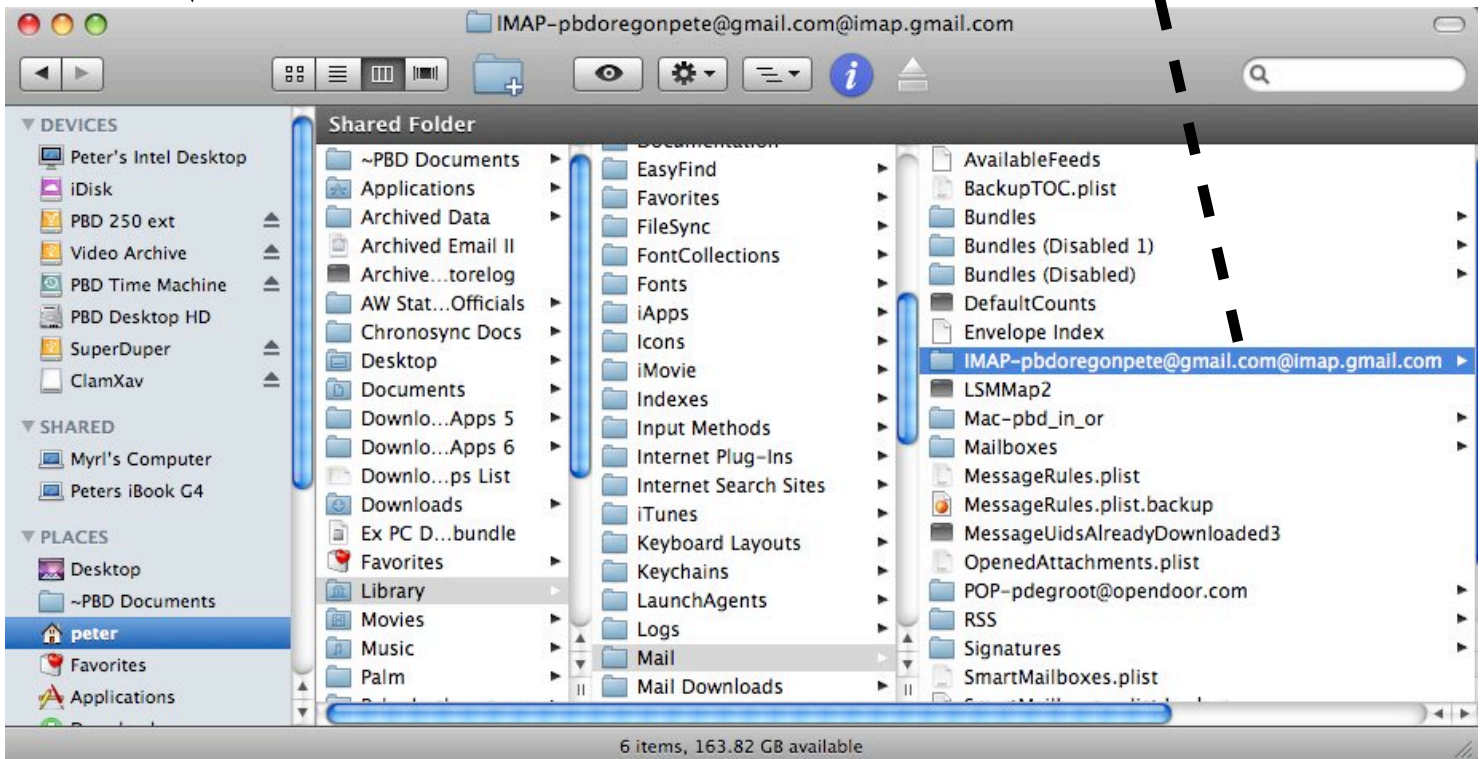 IMAP-pbdoregonpete@gmail.com@imap.gmail.com
DEVICES
Peter's Intel Desktop
iDisk
PBD 250 ext
Video Archive
PBD Time Machine
PBD Desktop HD
SuperDuper
ClamXav
SHARED
Myrl's Computer
Peters iBook G4
PLACES
Desktop
~PBD Documents
peter
Favorites
Applications
Shared Folder
~PBD Documents
Applications
Archived Data
Archived Email II
Archive...torelog
AW Stat...Officials
Chronosync Docs
Desktop
Documents
Downlo...Apps 5
Downlo...Apps 6
Downlo...ps List
Downloads
Ex PC D...bundle
Favorites
Library
Movies
Music
Palm
Documentation
EasyFind
Favorites
FileSync
FontCollections
Fonts
iApps
Icons
iMovie
Indexes
Input Methods
Internet Plug-Ins
Internet Search Sites
iTunes
Keyboard Layouts
Keychains
LaunchAgents
Logs
Mail
Mail Downloads
AvailableFeeds
BackupTOC.plist
Bundles
Bundles (Disabled 1)
Bundles (Disabled)
DefaultCounts
Envelope Index
IMAP-pbdoregonpete@gmail.com@imap.gmail.com
LSMMap2
Mac-pbd_in_or
Mailboxes
MessageRules.plist
MessageRules.plist.backup
MessageUidsAlreadyDownloaded3
OpenedAttachments.plist
POP-pdegroot@opendoor.com
RSS
Signatures
SmartMailboxes.plist
6 items, 163.82 GB available